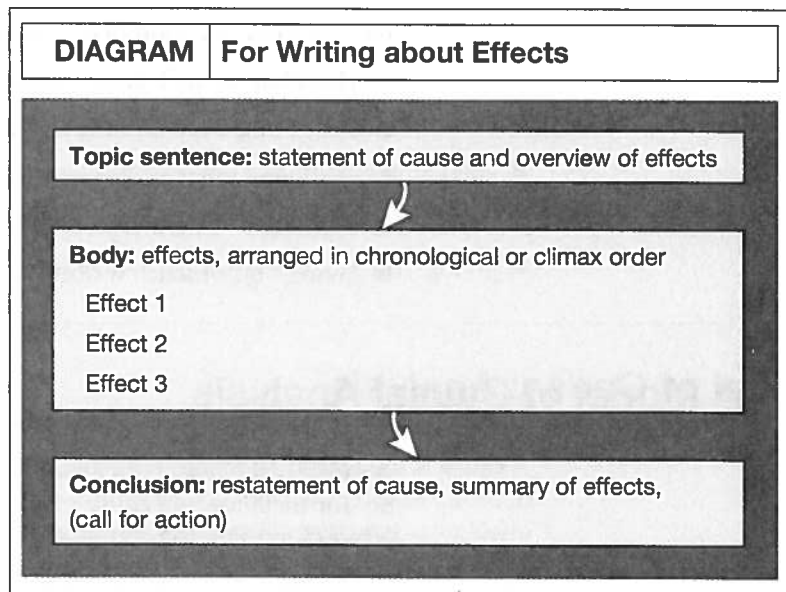 DIAGRAM For Writing about Effects
Topic sentence: statement of cause and overview of effects
Body: effects, arranged in chronological or climax order
Effect 1
Effect 2
Effect 3
Conclusion: restatement of cause, summary of effects,
(call for action)